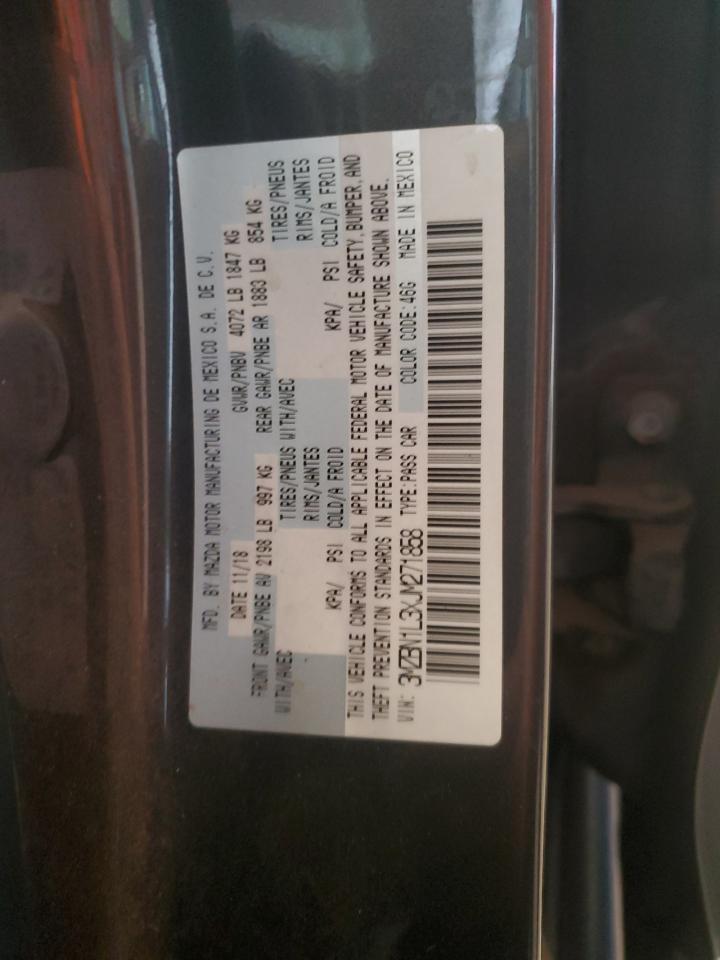 MFD. BY MAZDA MOTOR MANUFACTURING DE MEXICO S.A. DE C.V.
DATE 11/18 GVWR/PNBV 4072 LB 1847 KG
FRONT GAWR/PNBE AV 2198 LB 997 KG REAR GAWR/PNBE AR 1883 LB 854 KG
WITH/AVEC TIRES/PNEUS WITH/AVEC TIRES/PNEUS
RIMS/JANTES RIMS/JANTES
KPA/ PSI COLD/A FROID KPA/ PSI COLD/A FROID
THIS VEHICLE CONFORMS TO ALL APPLICABLE FEDERAL MOTOR VEHICLE SAFETY,BUMPER,AND
THEFT PREVENTION STANDARDS IN EFFECT ON THE DATE OF MANUFACTURE SHOWN ABOVE.
VIN: 3MZBN1L3XJM271858 TYPE:PASS CAR COLOR CODE:46G MADE IN MEXICO